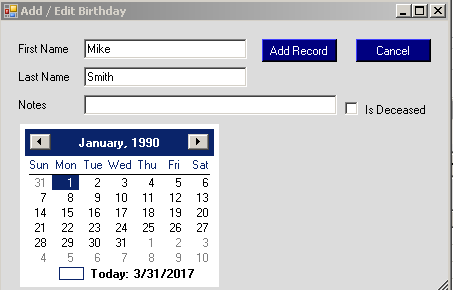 Add / Edit Birthday
First Name Mike Add Record Cancel
Last Name Smith
Notes Is Deceased
January, 1990
Sun Mon Tue Wed Thu Fri Sat
31 1 2 3 4 5 6
7 8 9 10 11 12 13
14 15 16 17 18 19 20
21 22 23 24 25 26 27
28 29 30 31 1 2 3
4 5 6 7 8 9 10
Today: 3/31/2017